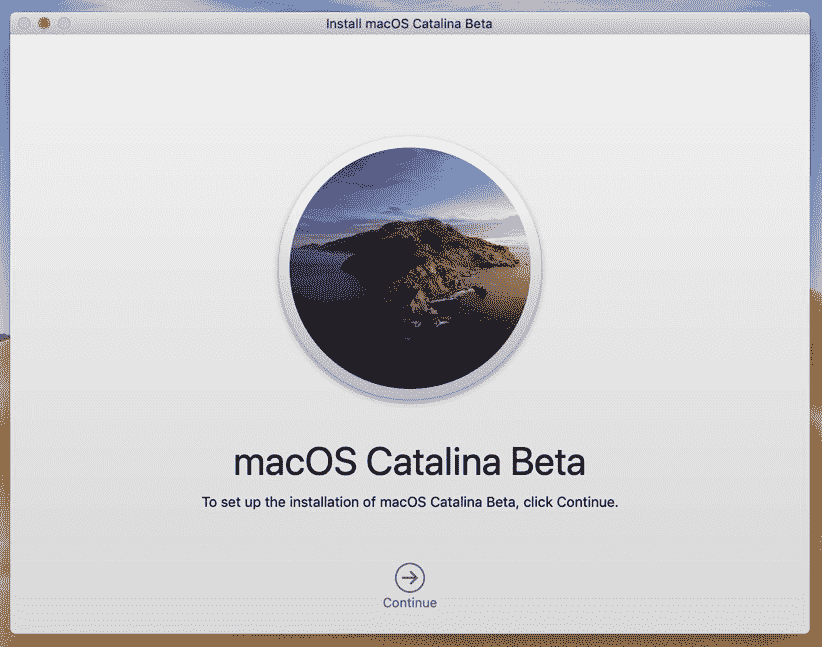 Install macOS Catalina Beta
macOS Catalina Beta
To set up the installation of macOS Catalina Beta, click Continue.
Continue